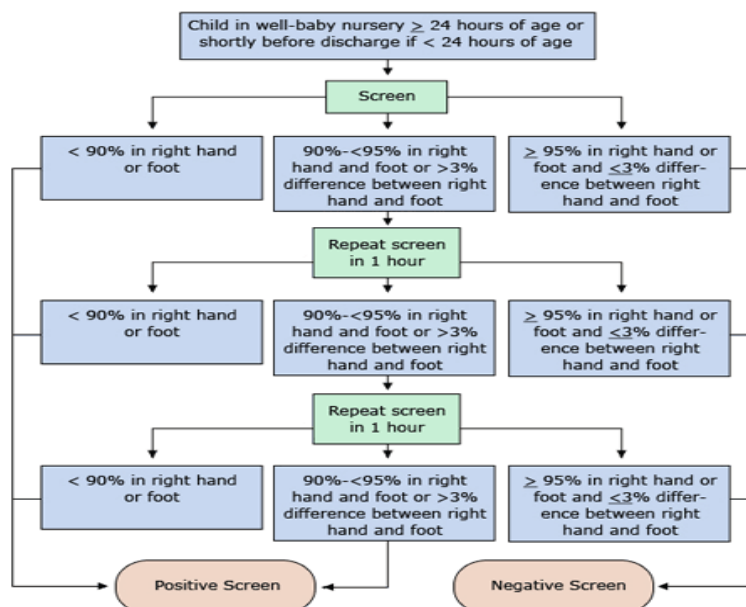 Child in well-baby nursery ≥ 24 hours of age or
shortly before discharge if < 24 hours of age
Screen
< 90% in right hand
or foot
90%-<95% in right
hand and foot or >3%
difference between right
hand and foot
≥ 95% in right hand or
foot and ≤3% differ-
ence between right
hand and foot
Repeat screen
in 1 hour
< 90% in right hand
or foot
90%-<95% in right
hand and foot or >3%
difference between right
hand and foot
≥ 95% in right hand or
foot and ≤3% differ-
ence between right
hand and foot
Repeat screen
in 1 hour
< 90% in right hand
or foot
90%-<95% in right
hand and foot or >3%
difference between right
hand and foot
≥ 95% in right hand or
foot and ≤3% differ-
ence between right
hand and foot
Positive Screen
Negative Screen